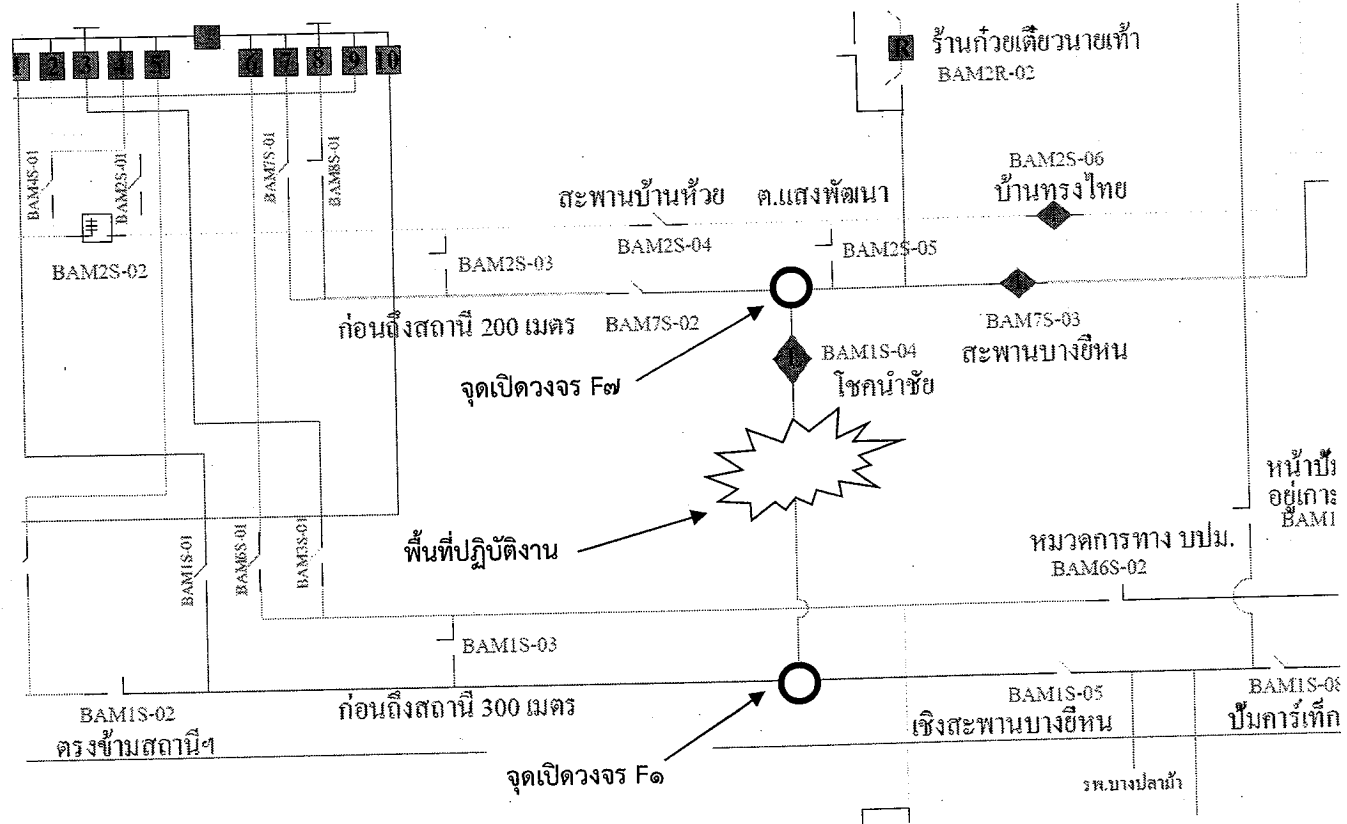 1 2 3 4 5 6 7 8 9 10
R ร้านก๋วยเตี๋ยวนายเท้า
BAM2R-02
BAM4S-01
BAM2S-01
BAM7S-01
BAM8S-01
BAM2S-02
BAM2S-06
บ้านทรงไทย
สะพานบ้านห้วย ต.แสงพัฒนา
BAM2S-03
BAM2S-04
BAM2S-05
ก่อนถึงสถานี 200 เมตร
BAM7S-02
BAM7S-03
สะพานบางยี่หน
จุดเปิดวงจร F๗
BAM1S-04
โชคนำชัย
หน้าปั๊
อยู่เกาะ
BAM1
พื้นที่ปฏิบัติงาน
หมวดการทาง บปม.
BAM6S-02
BAM1S-01
BAM6S-01
BAM3S-01
BAM1S-03
BAM1S-02
ตรงข้ามสถานีฯ
ก่อนถึงสถานี 300 เมตร
BAM1S-05
เชิงสะพานบางยี่หน
BAM1S-08
ปั๊มคาร์เท็ก
จุดเปิดวงจร F๑
รพ.บางปลาม้า